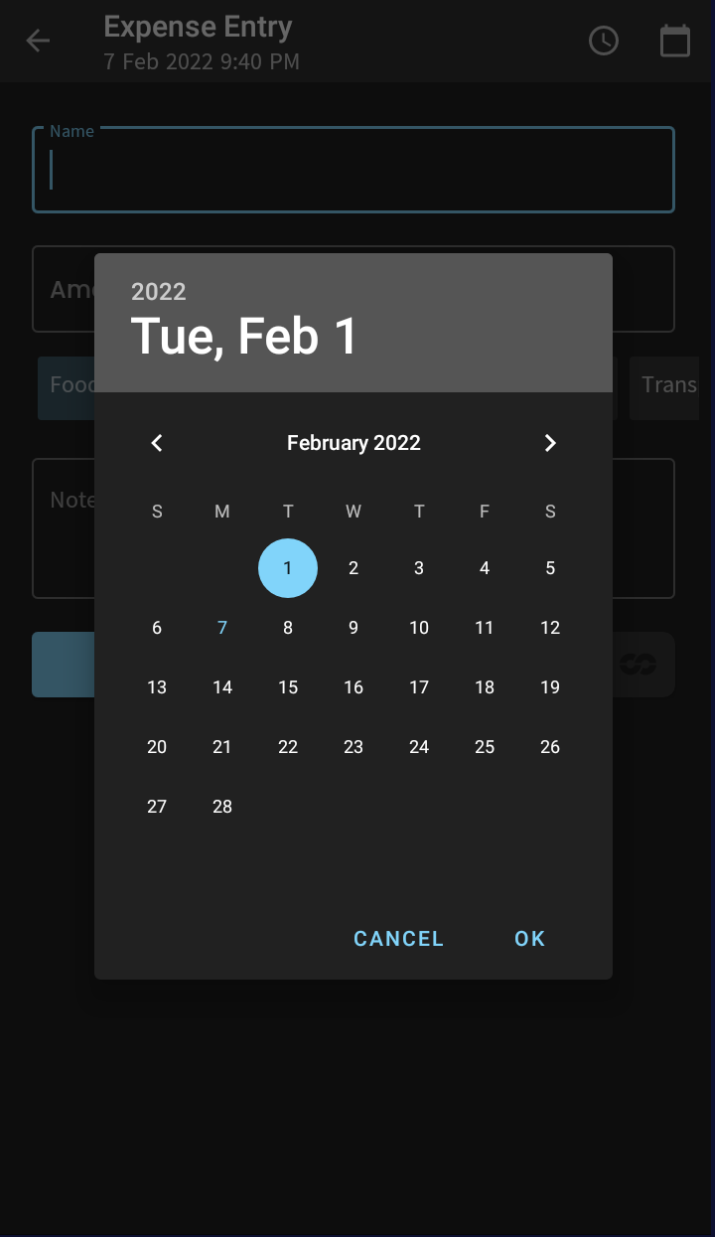 Expense Entry
7 Feb 2022 9:40 PM
Name
Am
2022
Tue, Feb 1
Food
Trans
February 2022
Note
S M T W T F S
1 2 3 4 5
6 7 8 9 10 11 12
13 14 15 16 17 18 19
20 21 22 23 24 25 26
27 28
CANCEL OK